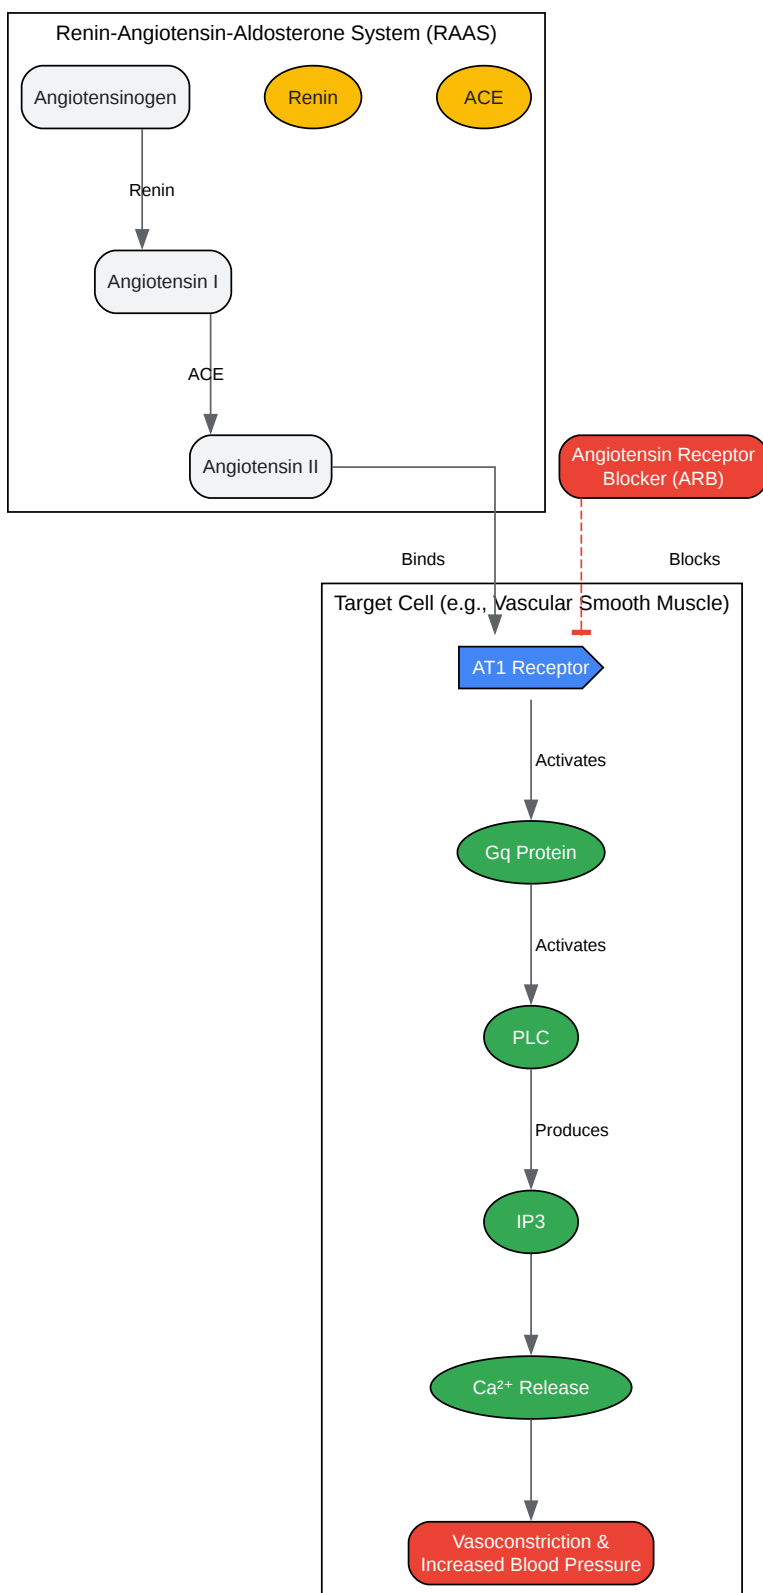 Renin-Angiotensin-Aldosterone System (RAAS)
Angiotensinogen
Renin
ACE
Renin
Angiotensin I
ACE
Angiotensin II
Angiotensin Receptor
Blocker (ARB)
Binds
Blocks
Target Cell (e.g., Vascular Smooth Muscle)
AT1 Receptor
Activates
Gq Protein
Activates
PLC
Produces
IP3
Ca²⁺ Release
Vasoconstriction &
Increased Blood Pressure